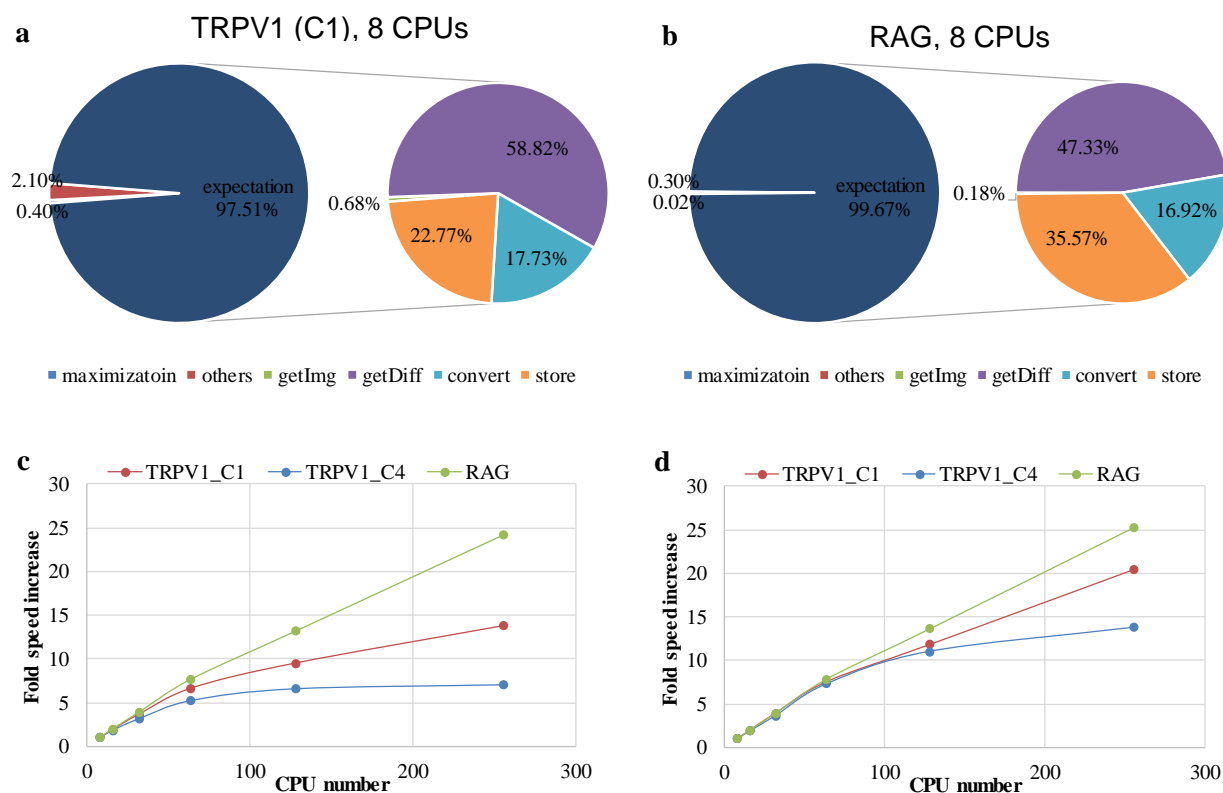 a
TRPV1 (C1), 8 CPUs
2.10%
0.40%
expectation
97.51%
58.82%
0.68%
22.77%
17.73%
maximizatoin others getImg getDiff convert store
b
RAG, 8 CPUs
0.30%
0.02%
expectation
99.67%
47.33%
0.18%
16.92%
35.57%
maximizatoin others getImg getDiff convert store
c
TRPV1_C1 TRPV1_C4 RAG
Fold speed increase
30
25
20
15
10
5
0
0 100 200 300
CPU number
d
TRPV1_C1 TRPV1_C4 RAG
Fold speed increase
30
25
20
15
10
5
0
0 100 200 300
CPU number